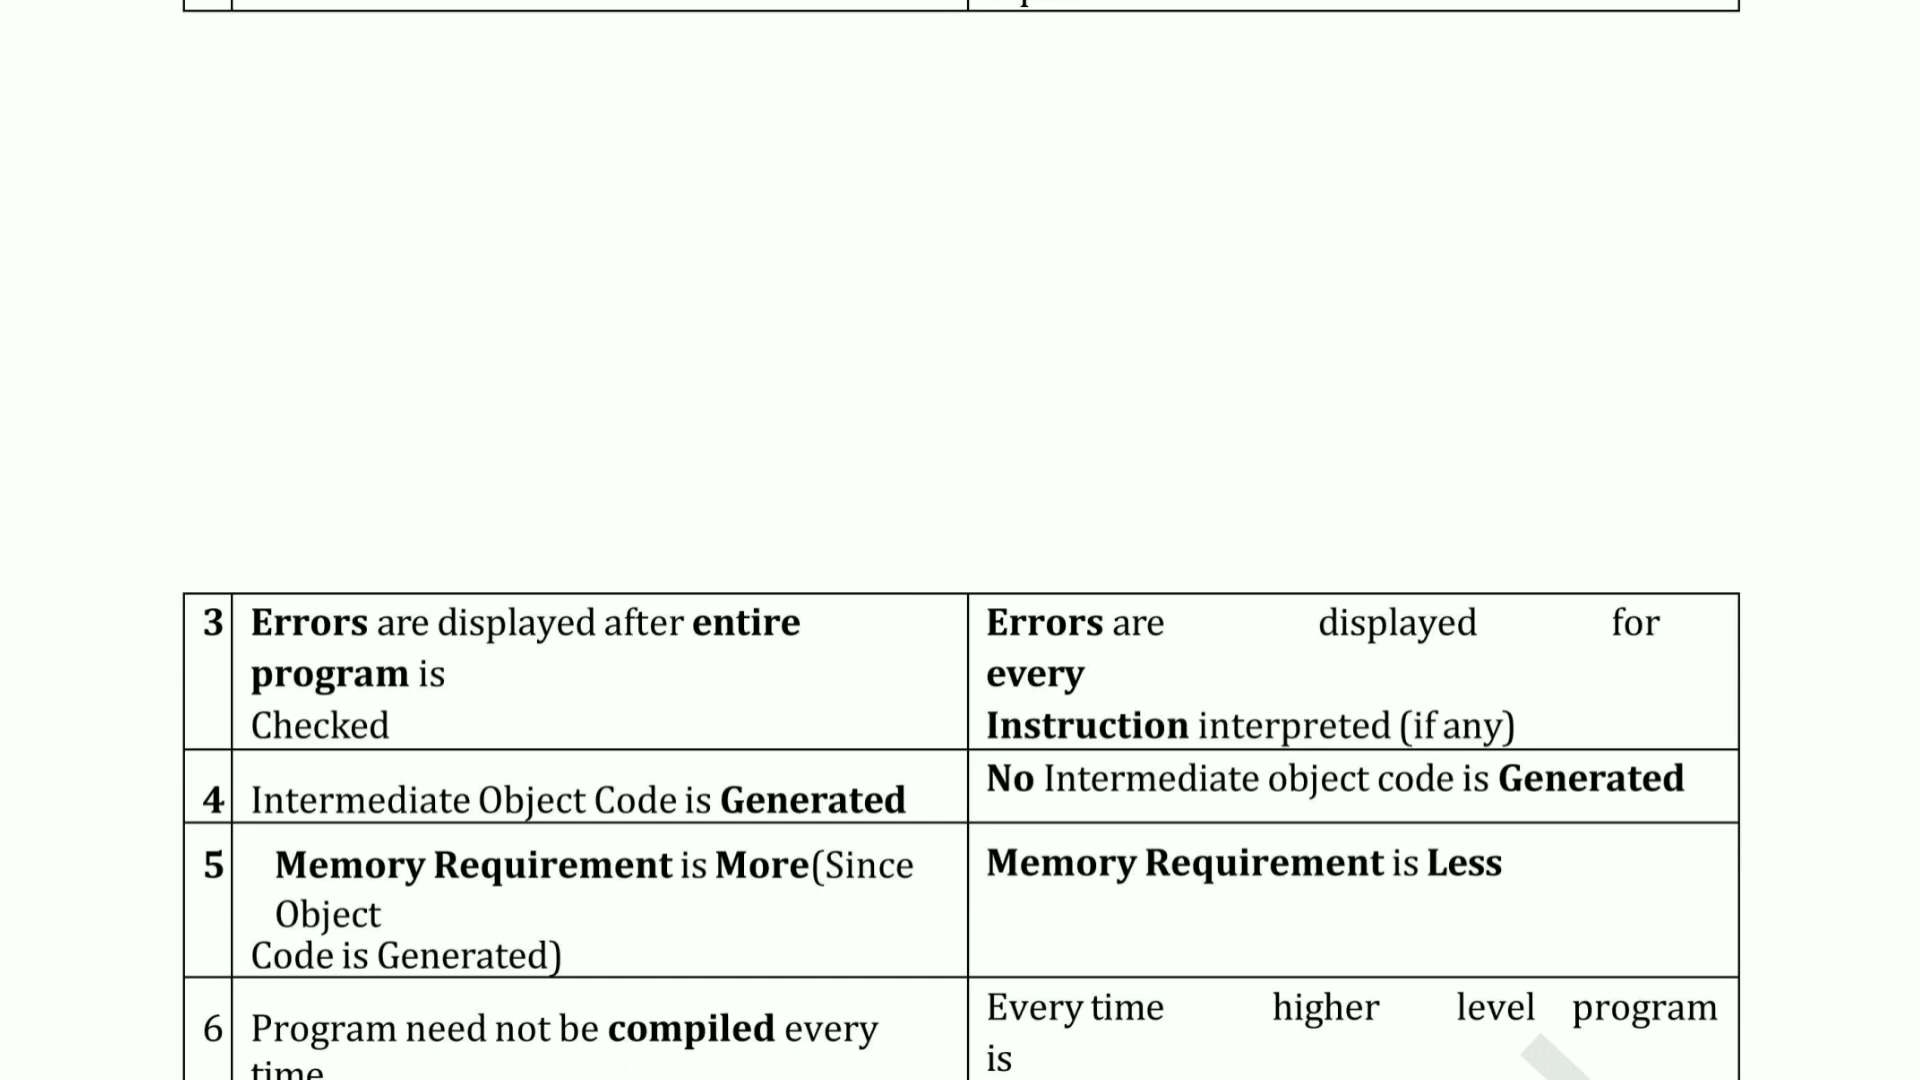 3 Errors are displayed after entire program is Checked
Errors are displayed for every Instruction interpreted (if any)
4 Intermediate Object Code is Generated
No Intermediate object code is Generated
5 Memory Requirement is More(Since Object Code is Generated)
Memory Requirement is Less
6 Program need not be compiled every time
Every time higher level program is